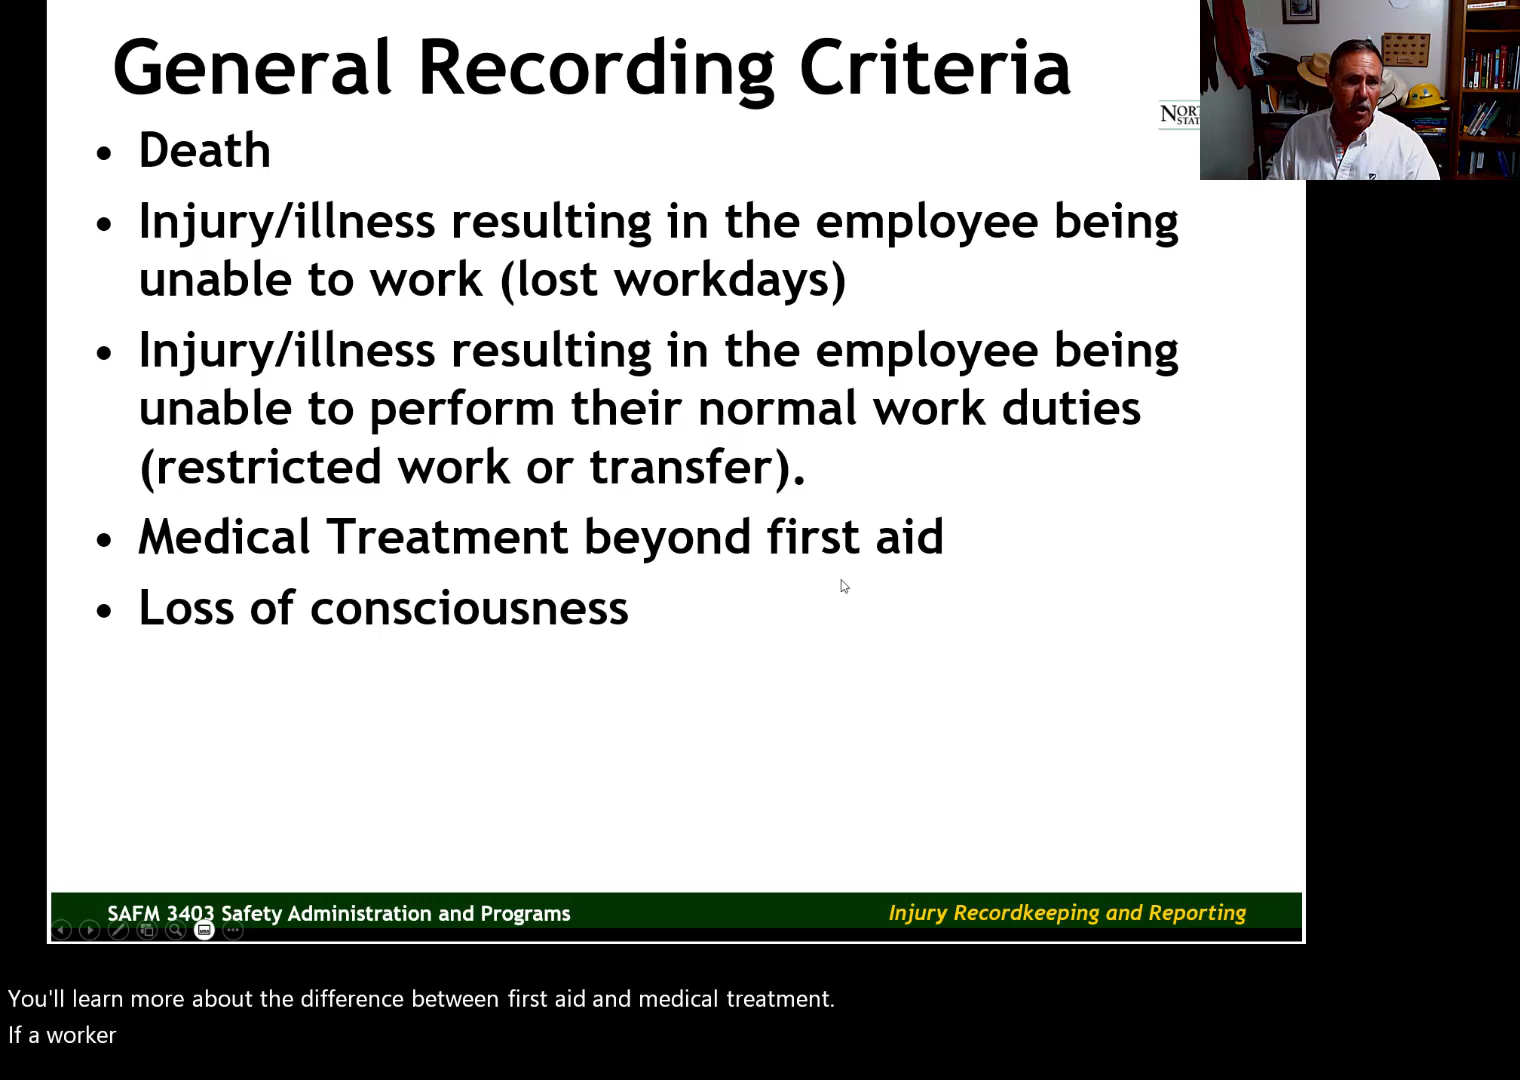 General Recording Criteria
• Death
• Injury/illness resulting in the employee being
unable to work (lost workdays)
• Injury/illness resulting in the employee being
unable to perform their normal work duties
(restricted work or transfer).
• Medical Treatment beyond first aid
• Loss of consciousness
SAFM 3403 Safety Administration and Programs
Injury Recordkeeping and Reporting
You'll learn more about the difference between first aid and medical treatment.
If a worker